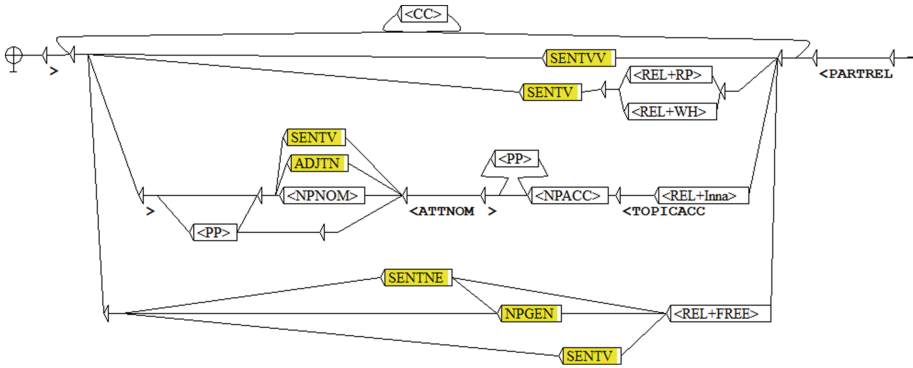 <CC>
SENTVV
>
<PARTREL
<REL+RP>
SENTV
<REL+WH>
SENTV
<PP>
ADJTN
<NPNOM>
<NPACC>
<REL+Inna>
>
<ATTNOM
>
<TOPICACC
<PP>
SENTNE
NPGEN
<REL+FREE>
SENTV